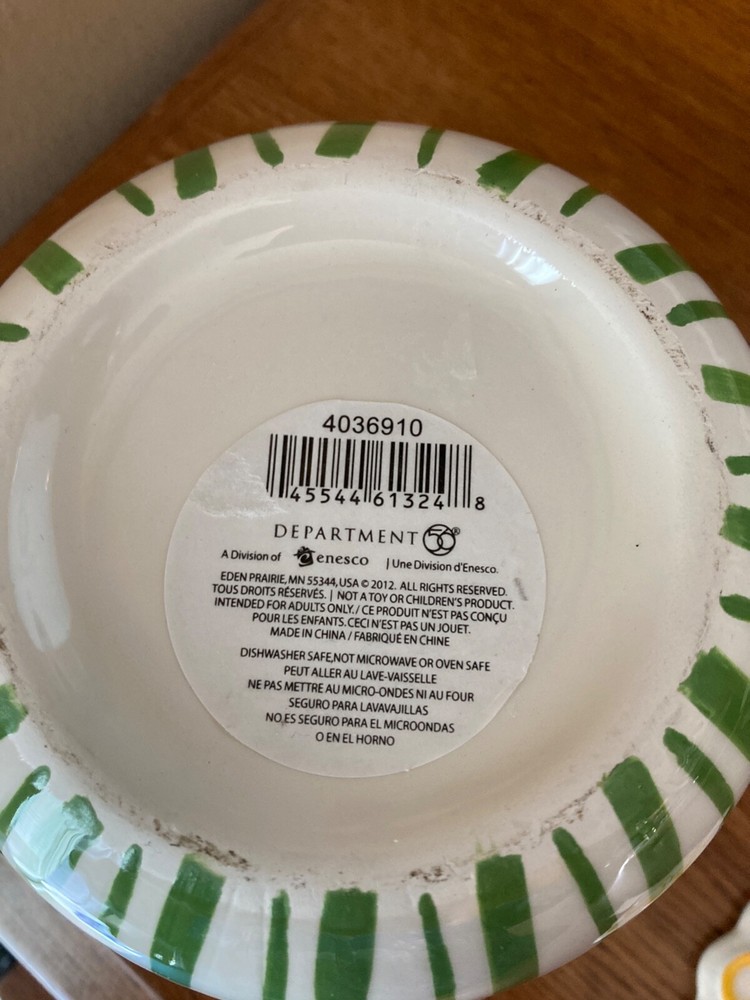 4036910
45544 61324 8
DEPARTMENT 56®
A Division of enesco | Une Division d'Enesco.
EDEN PRAIRIE, MN 55344, USA © 2012. ALL RIGHTS RESERVED.
TOUS DROITS RÉSERVÉS. | NOT A TOY OR CHILDREN'S PRODUCT.
INTENDED FOR ADULTS ONLY. / CE PRODUIT N'EST PAS CONÇU
POUR LES ENFANTS. CECI N'EST PAS UN JOUET.
MADE IN CHINA / FABRIQUÉ EN CHINE
DISHWASHER SAFE, NOT MICROWAVE OR OVEN SAFE
PEUT ALLER AU LAVE-VAISSELLE
NE PAS METTRE AU MICRO-ONDES NI AU FOUR
SEGURO PARA LAVAVAJILLAS
NO ES SEGURO PARA EL MICROONDAS
O EN EL HORNO